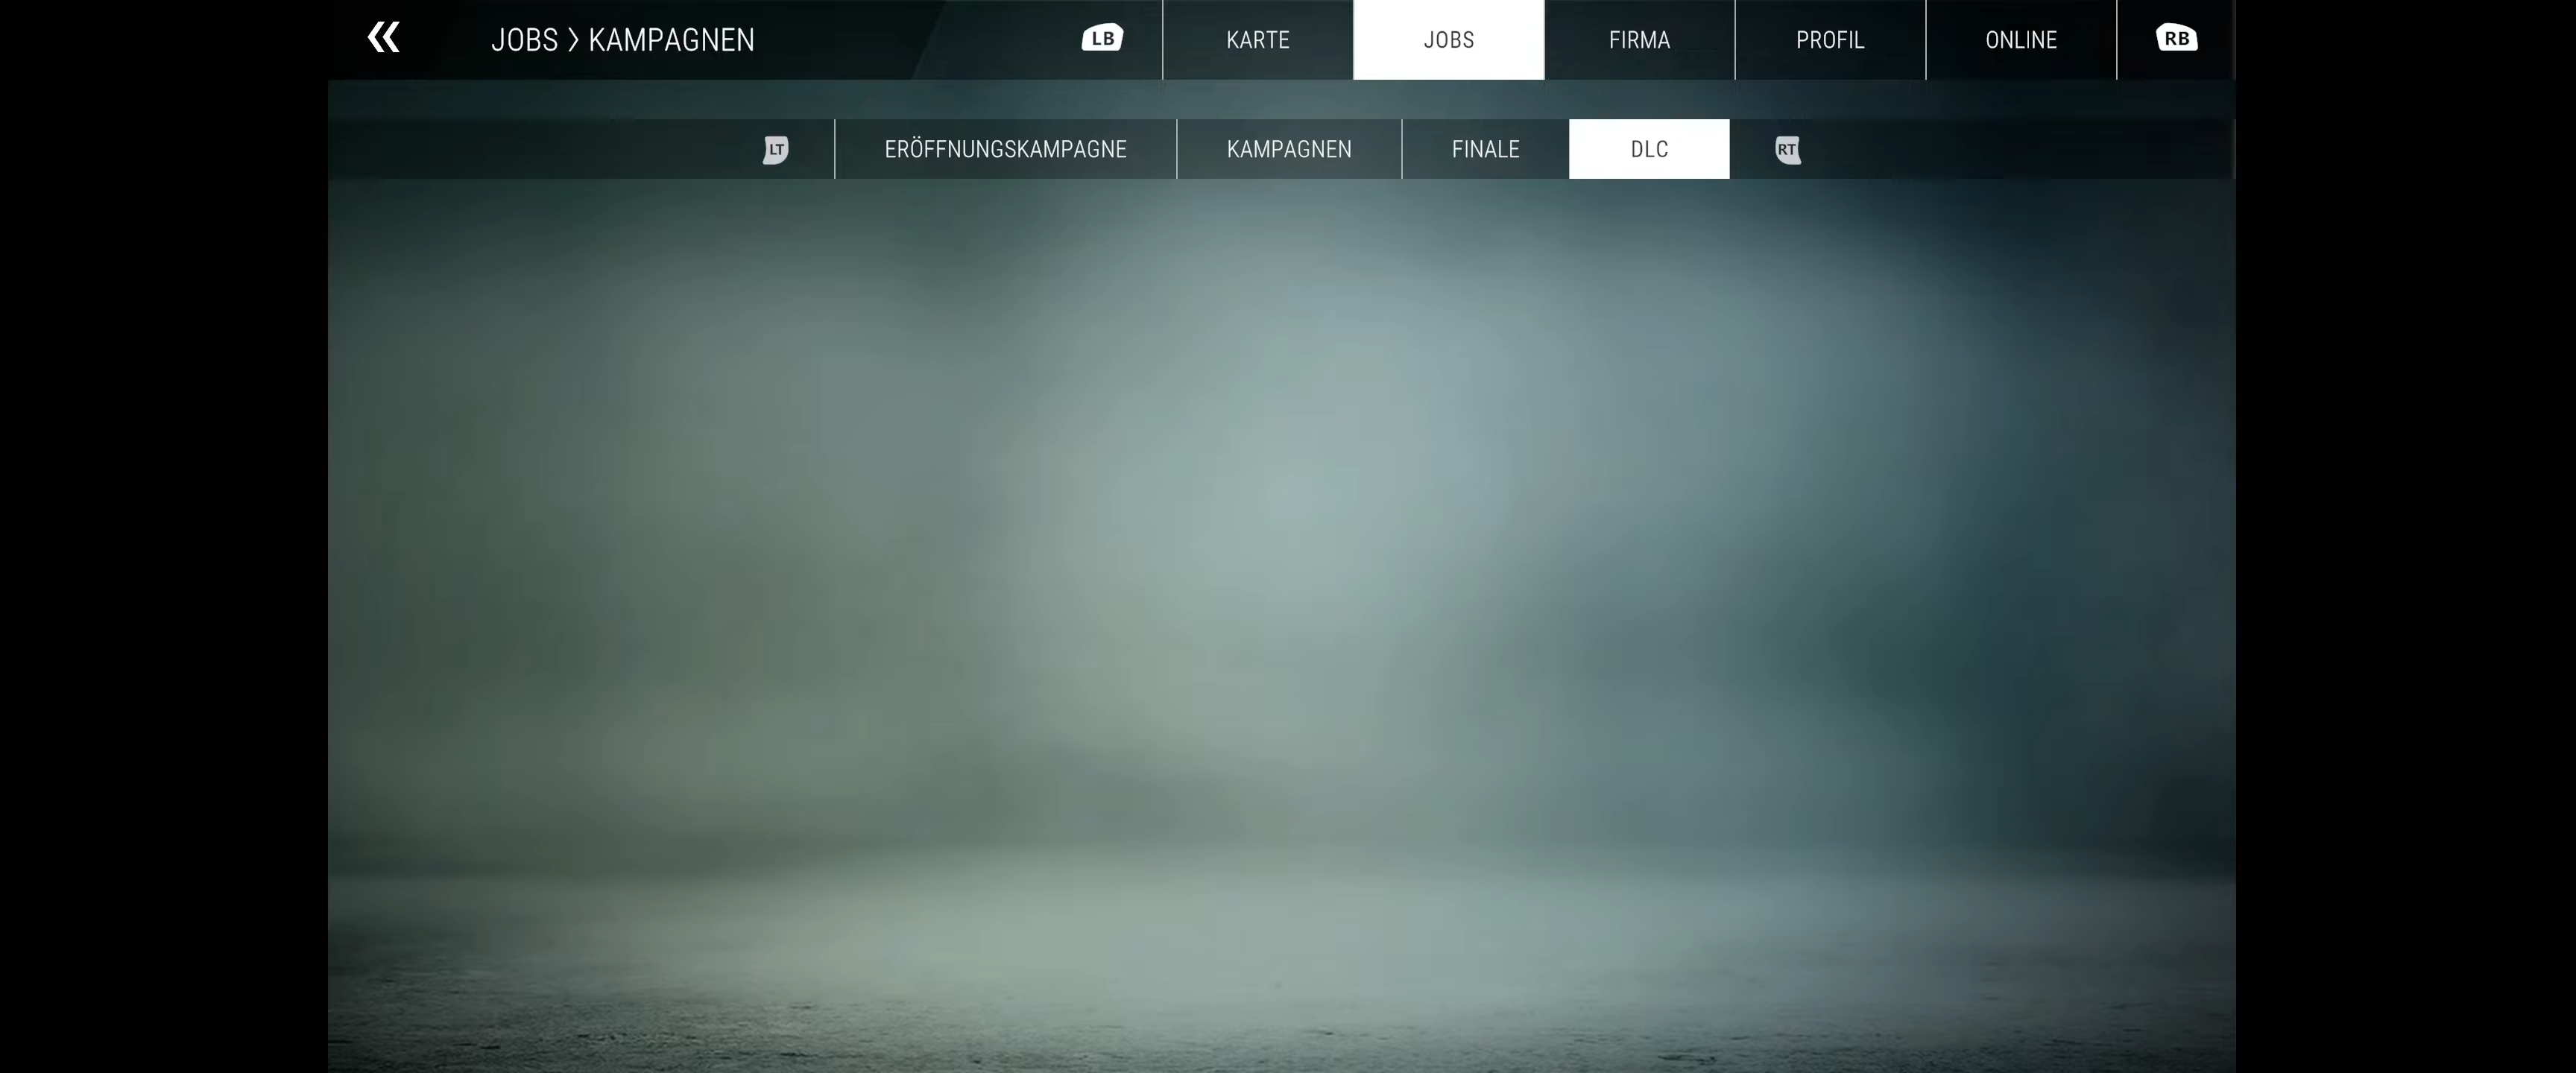 JOBS > KAMPAGNEN LB KARTE JOBS FIRMA PROFIL ONLINE RB
LT ERÖFFNUNGSKAMPAGNE KAMPAGNEN FINALE DLC RT